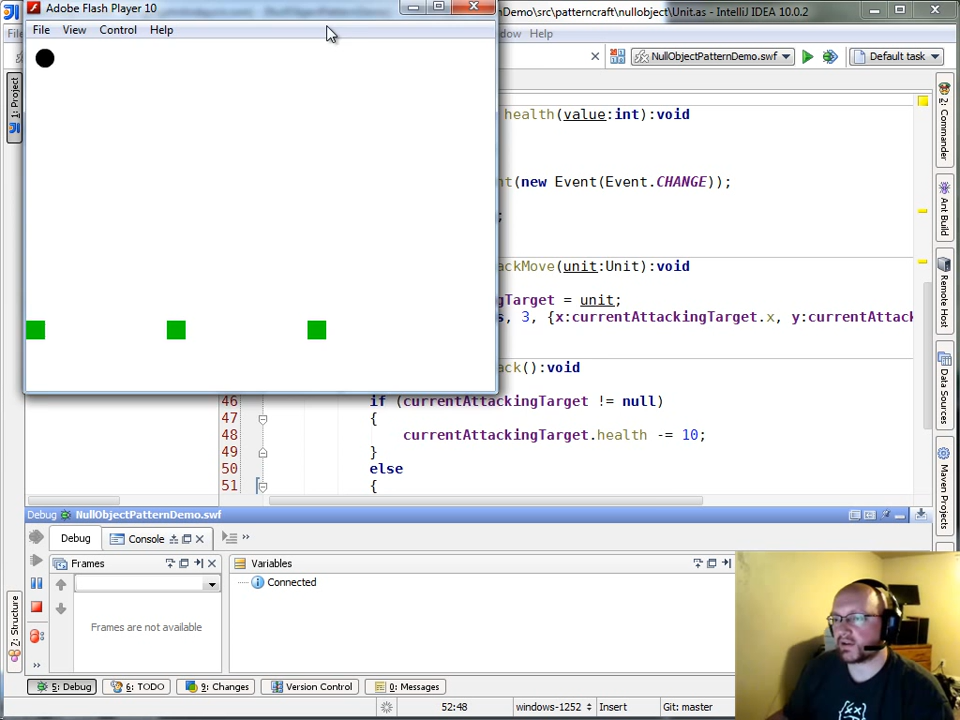 Adobe Flash Player 10
Demo\src\patterncraft\nullobject\Unit.as - IntelliJ IDEA 10.0.2
File View Control Help
Help
NullObjectPatternDemo.swf
Default task
1: Project
health(value:int):void
nt(new Event(Event.CHANGE));
ackMove(unit:Unit):void
ngTarget = unit;
s, 3, {x:currentAttackingTarget.x, y:currentAttack
ack():void
46 if (currentAttackingTarget != null)
47 {
48 currentAttackingTarget.health -= 10;
49 }
50 else
51 {
2: Commander
Ant Build
Remote Host
Data Sources
Maven Projects
Debug NullObjectPatternDemo.swf
Debug Console
Frames
Variables
Connected
Frames are not available
7: Structure
5: Debug 6: TODO 9: Changes Version Control 0: Messages
52:48 windows-1252 Insert Git: master